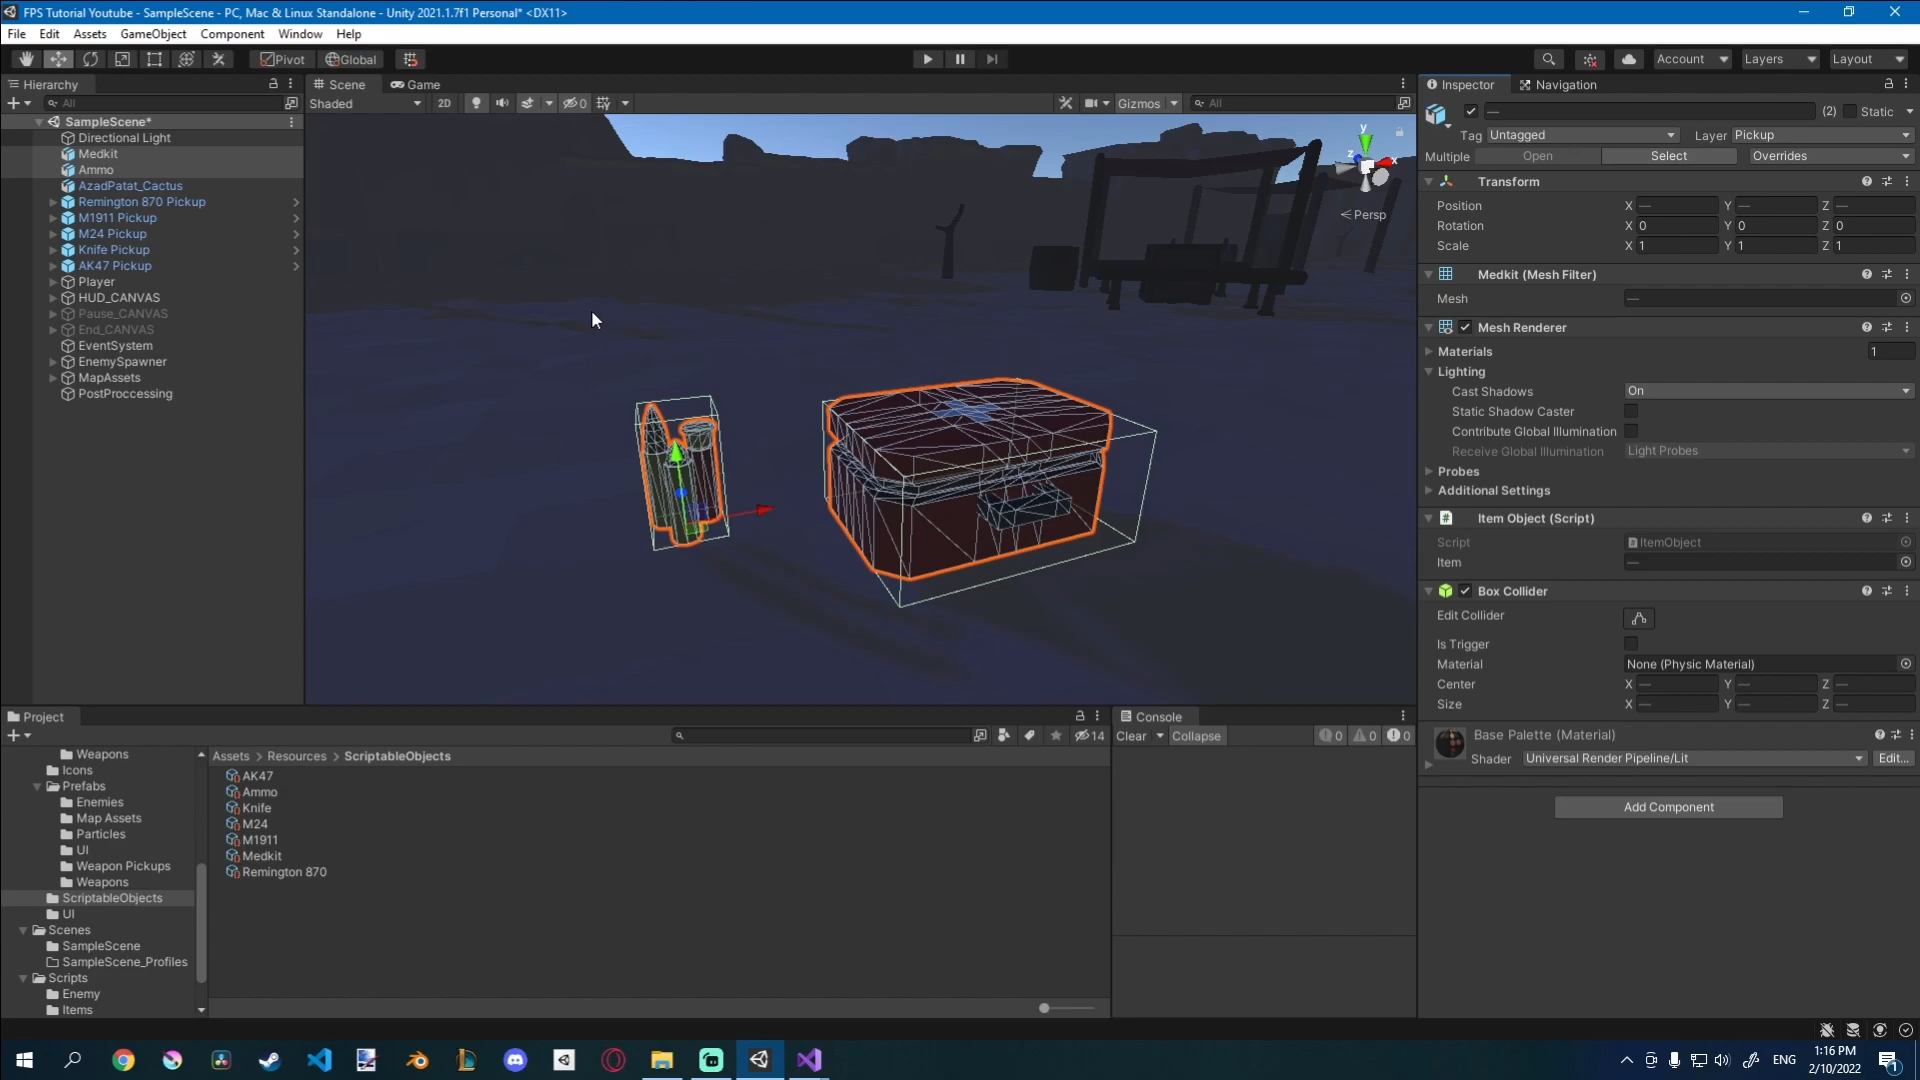 FPS Tutorial Youtube - SampleScene - PC, Mac & Linux Standalone - Unity 2021.1.7f1 Personal* <DX11>
File Edit Assets GameObject Component Window Help
Pivot Global Account Layers Layout
Hierarchy
All
SampleScene*
Directional Light
Medkit
Ammo
AzadPatat_Cactus
Remington 870 Pickup
M1911 Pickup
M24 Pickup
Knife Pickup
AK47 Pickup
Player
HUD_CANVAS
Pause_CANVAS
End_CANVAS
EventSystem
EnemySpawner
MapAssets
PostProccessing
Scene Game
Shaded 2D 0 Gizmos All
y
z x
Persp
Inspector Navigation
— (2) Static
Tag Untagged Layer Pickup
Multiple Open Select Overrides
Transform
Position X — Y — Z —
Rotation X 0 Y 0 Z 0
Scale X 1 Y 1 Z 1
Medkit (Mesh Filter)
Mesh —
Mesh Renderer
Materials 1
Lighting
Cast Shadows On
Static Shadow Caster
Contribute Global Illumination
Receive Global Illumination Light Probes
Probes
Additional Settings
# Item Object (Script)
Script ItemObject
Item —
Box Collider
Edit Collider
Is Trigger
Material None (Physic Material)
Center X — Y — Z —
Size X — Y — Z —
Base Palette (Material)
Shader Universal Render Pipeline/Lit Edit...
Add Component
Project
14
Weapons
Icons
Prefabs
Enemies
Map Assets
Particles
UI
Weapon Pickups
Weapons
ScriptableObjects
UI
Scenes
SampleScene
SampleScene_Profiles
Scripts
Enemy
Items
Assets > Resources > ScriptableObjects
AK47
Ammo
Knife
M24
M1911
Medkit
Remington 870
Console
Clear Collapse 0 0 0
ENG 1:16 PM
2/10/2022
1